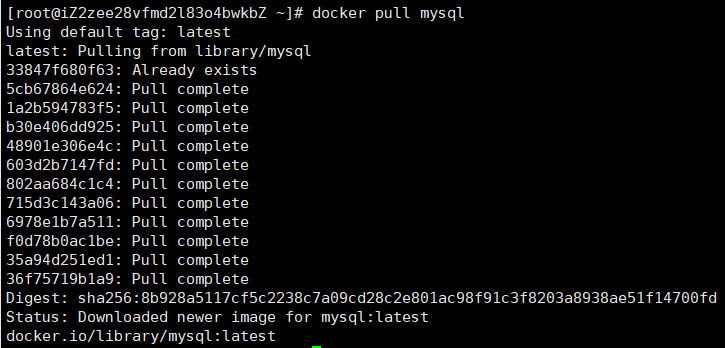 [root@iZ2zee28vfmd2l83o4bwkbZ ~]# docker pull mysql
Using default tag: latest
latest: Pulling from library/mysql
33847f680f63: Already exists
5cb67864e624: Pull complete
1a2b594783f5: Pull complete
b30e406dd925: Pull complete
48901e306e4c: Pull complete
603d2b7147fd: Pull complete
802aa684c1c4: Pull complete
715d3c143a06: Pull complete
6978e1b7a511: Pull complete
f0d78b0ac1be: Pull complete
35a94d251ed1: Pull complete
36f75719b1a9: Pull complete
Digest: sha256:8b928a5117cf5c2238c7a09cd28c2e801ac98f91c3f8203a8938ae51f14700fd
Status: Downloaded newer image for mysql:latest
docker.io/library/mysql:latest